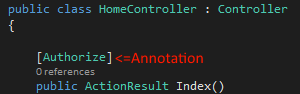 public class HomeController : Controller
{
[Authorize]<=Annotation
0 references
public ActionResult Index()